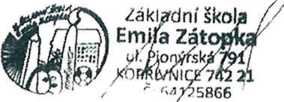 Základní škola
Emila Zátopka
ul. Pionýrská 791
KOPŘIVNICE 742 21
64125866